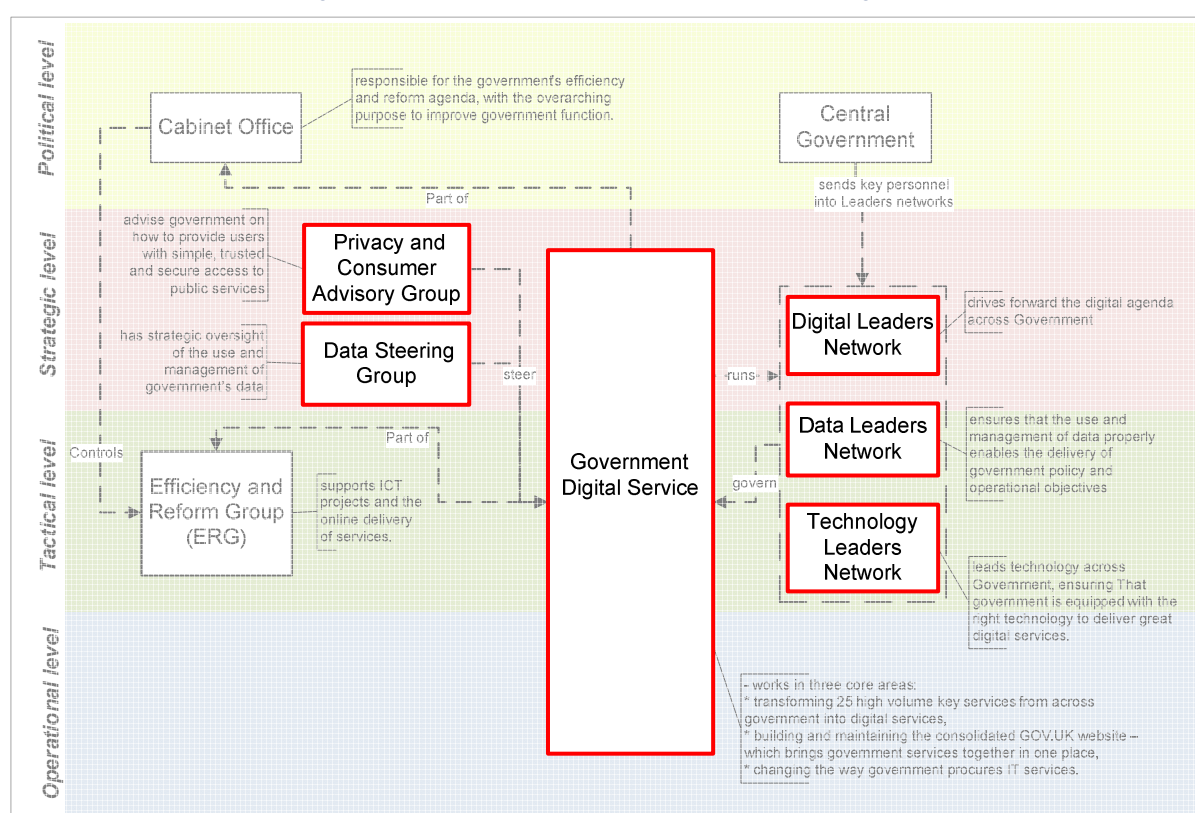 Political level
Cabinet Office
responsible for the government's efficiency
and reform agenda, with the overarching
purpose to improve government function.
Central
Government
sends key personnel
into Leaders networks
Part of
Strategic level
advise government on
how to provide users
with simple, trusted
and secure access to
public services
Privacy and
Consumer
Advisory Group
has strategic oversight
of the use and
management of
government's data
Data Steering
Group
steer
Government
Digital Service
runs
Digital Leaders
Network
drives forward the digital agenda
across Government
Tactical level
Controls
Part of
Efficiency and
Reform Group
(ERG)
supports ICT
projects and the
online delivery
of services.
govern
Data Leaders
Network
ensures that the use and
management of data properly
enables the delivery of
government policy and
operational objectives
Technology
Leaders
Network
leads technology across
Government, ensuring That
government is equipped with the
right technology to deliver great
digital services.
Operational level
- works in three core areas:
* transforming 25 high volume key services from across
government into digital services,
* building and maintaining the consolidated GOV.UK website –
which brings government services together in one place,
* changing the way government procures IT services.